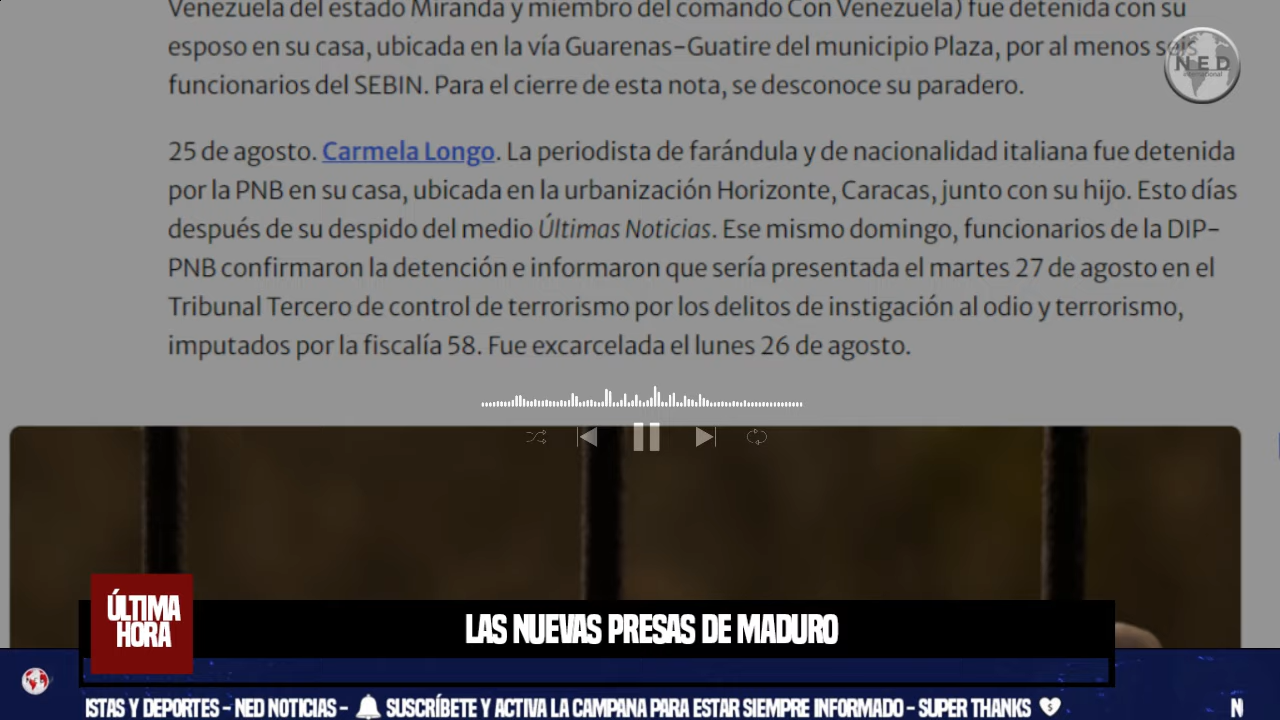 Venezuela del estado Miranda y miembro del comando Con Venezuela) fue detenida con su
esposo en su casa, ubicada en la vía Guarenas-Guatire del municipio Plaza, por al menos seis
funcionarios del SEBIN. Para el cierre de esta nota, se desconoce su paradero.
NED
international
25 de agosto. Carmela Longo. La periodista de farándula y de nacionalidad italiana fue detenida
por la PNB en su casa, ubicada en la urbanización Horizonte, Caracas, junto con su hijo. Esto días
después de su despido del medio Últimas Noticias. Ese mismo domingo, funcionarios de la DIP-
PNB confirmaron la detención e informaron que sería presentada el martes 27 de agosto en el
Tribunal Tercero de control de terrorismo por los delitos de instigación al odio y terrorismo,
imputados por la fiscalía 58. Fue excarcelada el lunes 26 de agosto.
ÚLTIMA
HORA
LAS NUEVAS PRESAS DE MADURO
ISTAS Y DEPORTES - NED NOTICIAS - SUSCRÍBETE Y ACTIVA LA CAMPANA PARA ESTAR SIEMPRE INFORMADO - SUPER THANKS N